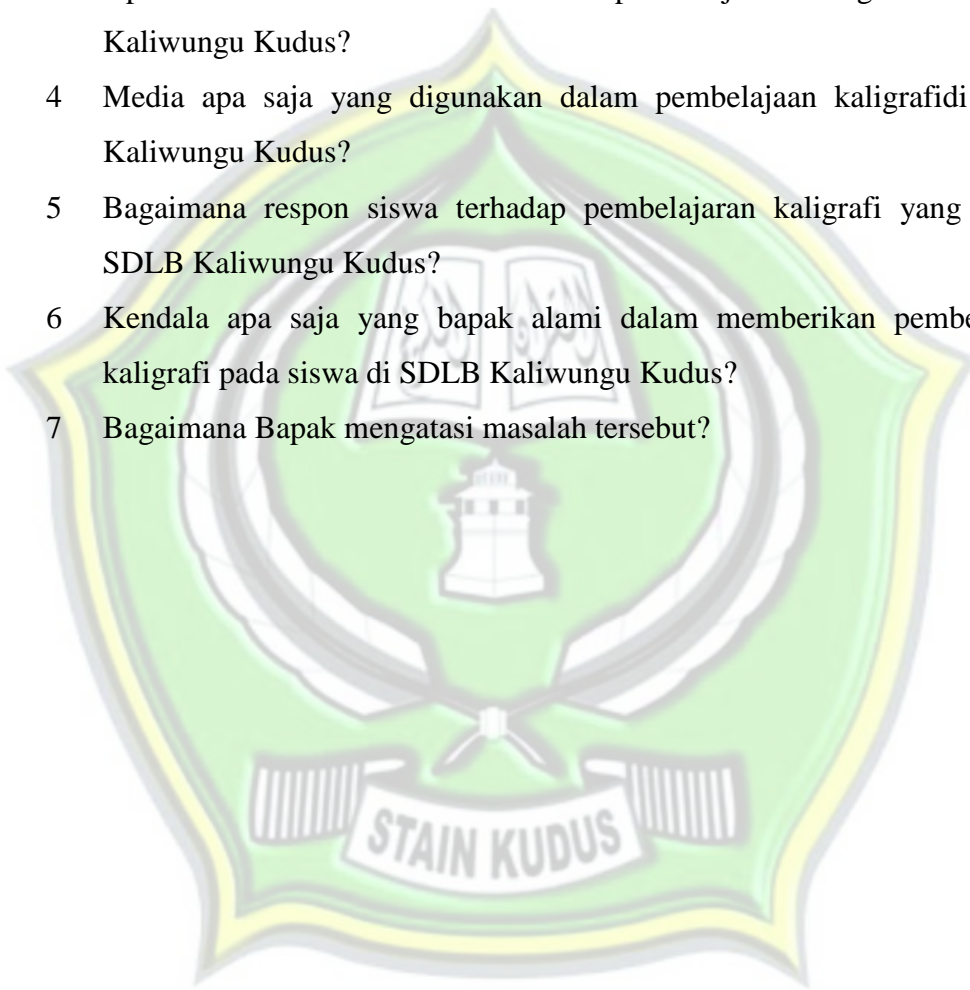 Kaliwungu Kudus?
4 Media apa saja yang digunakan dalam pembelajaan kaligrafidi
Kaliwungu Kudus?
5 Bagaimana respon siswa terhadap pembelajaran kaligrafi yang
SDLB Kaliwungu Kudus?
6 Kendala apa saja yang bapak alami dalam memberikan
kaligrafi pada siswa di SDLB Kaliwungu Kudus?
7 Bagaimana Bapak mengatasi masalah tersebut?
STAIN KUDUS